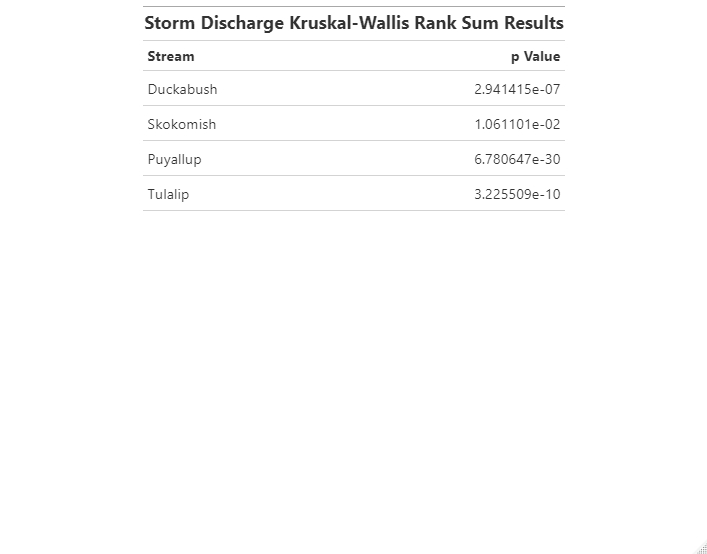 Storm Discharge Kruskal-Wallis Rank Sum Results
Stream p Value
Duckabush 2.941415e-07
Skokomish 1.061101e-02
Puyallup 6.780647e-30
Tulalip 3.225509e-10